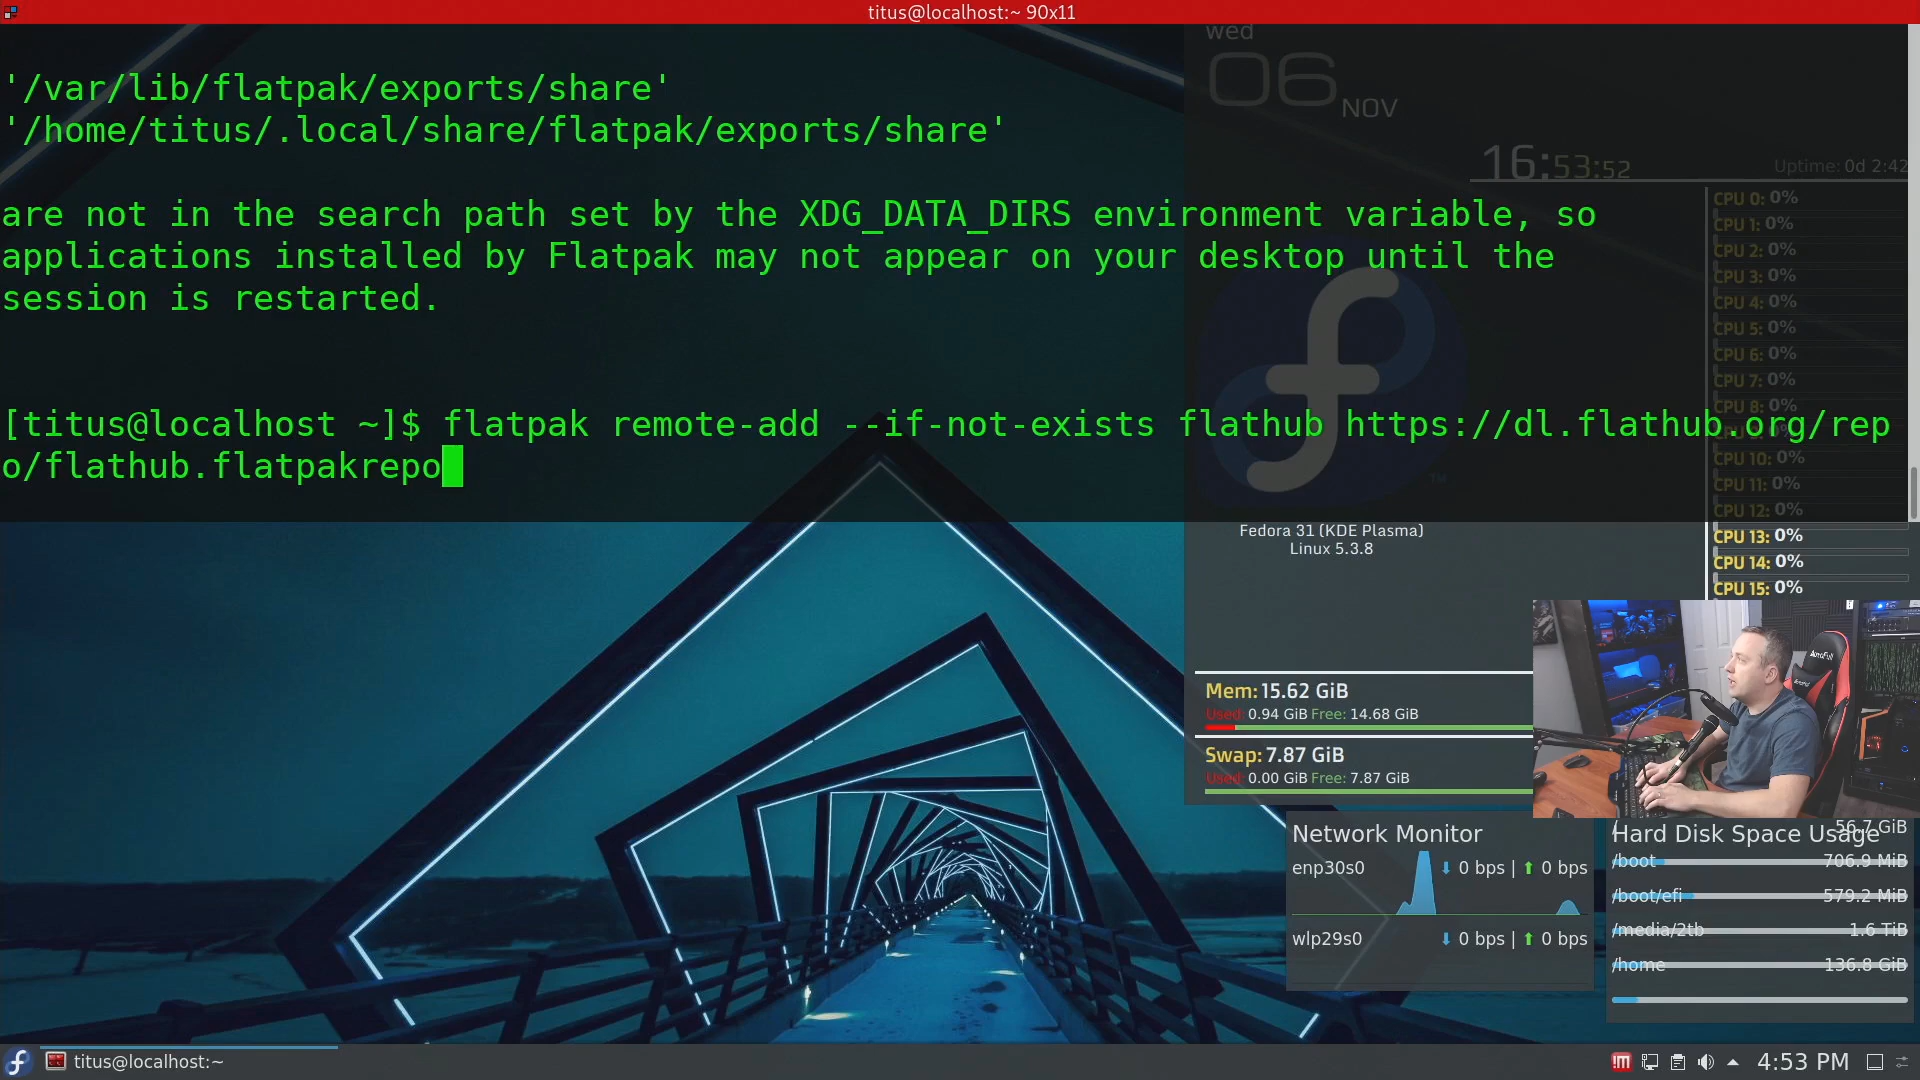 titus@localhost:~ 90x11
'/var/lib/flatpak/exports/share'
'/home/titus/.local/share/flatpak/exports/share'
are not in the search path set by the XDG_DATA_DIRS environment variable, so
applications installed by Flatpak may not appear on your desktop until the
session is restarted.
[titus@localhost ~]$ flatpak remote-add --if-not-exists flathub https://dl.flathub.org/rep
o/flathub.flatpakrepo
wed
06
NOV
16:53:52
Uptime: 0d 2:42
CPU 0: 0%
CPU 1: 0%
CPU 2: 0%
CPU 3: 0%
CPU 4: 0%
CPU 5: 0%
CPU 6: 0%
CPU 7: 0%
CPU 8: 0%
CPU 10: 0%
CPU 11: 0%
CPU 12: 0%
CPU 13: 0%
CPU 14: 0%
CPU 15: 0%
TM
Fedora 31 (KDE Plasma)
Linux 5.3.8
Mem: 15.62 GiB
Used: 0.94 GiB Free: 14.68 GiB
Swap: 7.87 GiB
Used: 0.00 GiB Free: 7.87 GiB
AutoFull
Network Monitor
enp30s0 0 bps | 0 bps
wlp29s0 0 bps | 0 bps
Hard Disk Space Usage
/ 56.7 GiB
/boot 706.9 MiB
/boot/efi 579.2 MiB
/media/2tb 1.6 TiB
/home 136.8 GiB
titus@localhost:~
4:53 PM